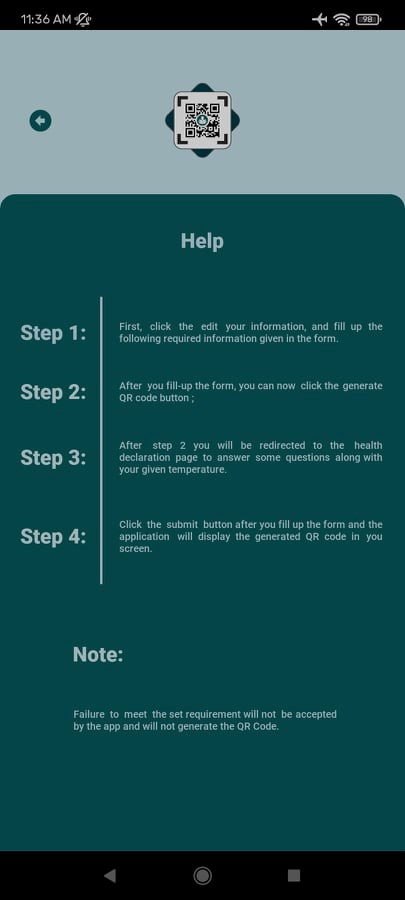 11:36 AM
98
Help
Step 1:
First, click the edit your information, and fill up the
following required information given in the form.
Step 2:
After you fill-up the form, you can now click the generate
QR code button ;
Step 3:
After step 2 you will be redirected to the health
declaration page to answer some questions along with
your given temperature.
Step 4:
Click the submit button after you fill up the form and the
application will display the generated QR code in you
screen.
Note:
Failure to meet the set requirement will not be accepted
by the app and will not generate the QR Code.